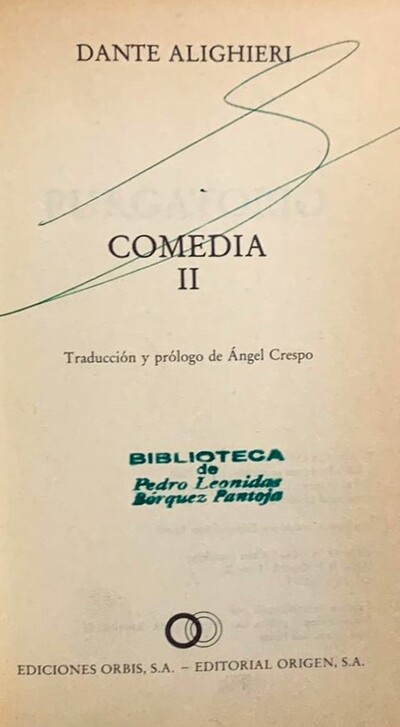 DANTE ALIGHIERI
PURGATORIO
COMEDIA
II
Traducción y prólogo de Ángel Crespo
BIBLIOTECA
de
Pedro Leonidas
Bórquez Pantoja
EDICIONES ORBIS, S.A. – EDITORIAL ORIGEN, S.A.